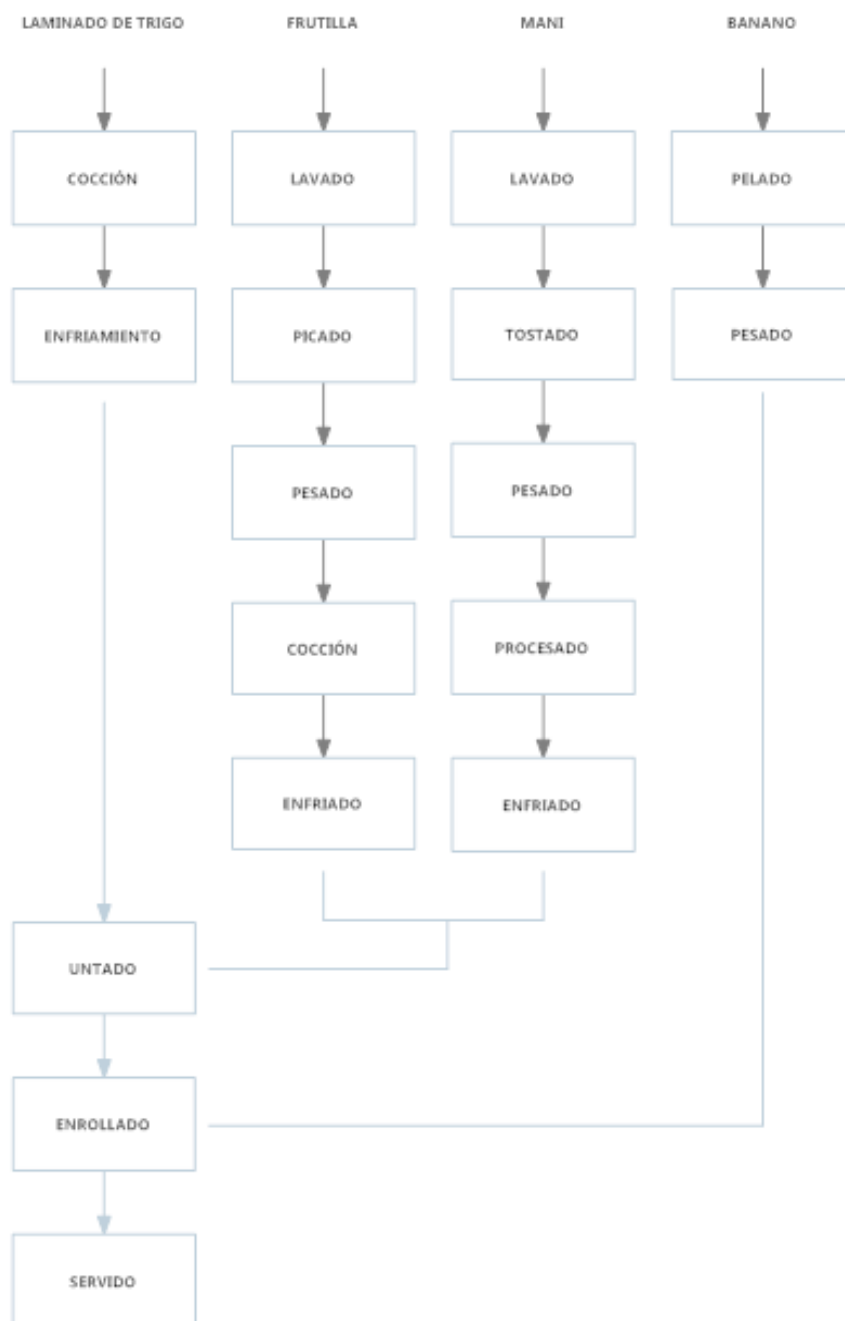 LAMINADO DE TRIGO
FRUTILLA
MANI
BANANO
COCCIÓN
LAVADO
LAVADO
PELADO
ENFRIAMIENTO
PICADO
TOSTADO
PESADO
PESADO
PESADO
COCCIÓN
PROCESADO
ENFRIADO
ENFRIADO
UNTADO
ENROLLADO
SERVIDO